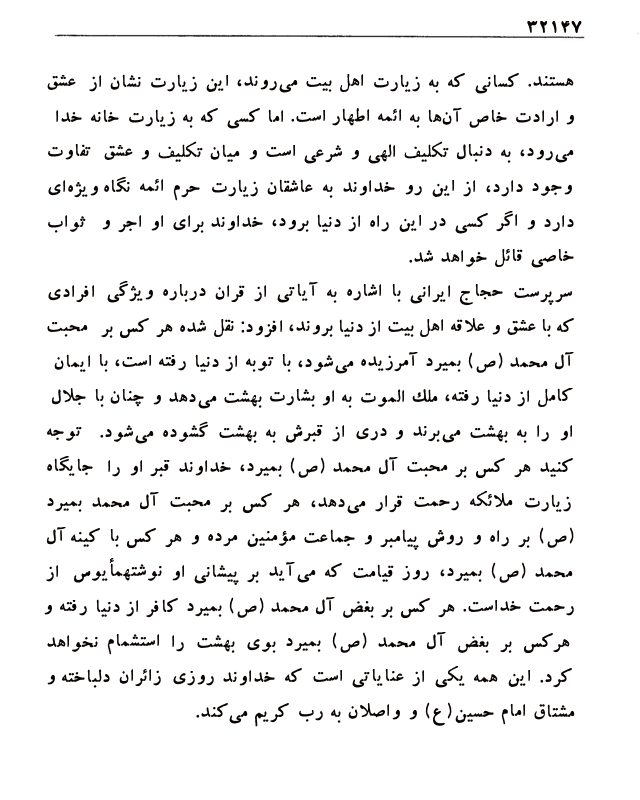 ۳۲۱۴۷
هستند. کسانی که به زیارت اهل بیت می‌روند، این زیارت نشان از عشق
و ارادت خاص آن‌ها به ائمه اطهار است. اما کسی که به زیارت خانه خدا
می‌رود، به دنبال تکلیف الهی و شرعی است و میان تکلیف و عشق تفاوت
وجود دارد، از این رو خداوند به عاشقان زیارت حرم ائمه نگاه ویژه‌ای
دارد و اگر کسی در این راه از دنیا برود، خداوند برای او اجر و ثواب
خاصی قائل خواهد شد.
سرپرست حجاج ایرانی با اشاره به آیاتی از قران درباره ویژگی افرادی
که با عشق و علاقه اهل بیت از دنیا بروند، افزود: نقل شده هر کس بر محبت
آل محمد (ص) بمیرد آمرزیده می‌شود، با توبه از دنیا رفته است، با ایمان
کامل از دنیا رفته، ملك الموت به او بشارت بهشت می‌دهد و چنان با جلال
او را به بهشت می‌برند و دری از قبرش به بهشت گشوده می‌شود. توجه
کنید هر کس بر محبت آل محمد (ص) بمیرد، خداوند قبر او را جایگاه
زیارت ملائکه رحمت قرار می‌دهد، هر کس بر محبت آل محمد بمیرد
(ص) بر راه و روش پیامبر و جماعت مؤمنین مرده و هر کس با کینه آل
محمد (ص) بمیرد، روز قیامت که می‌آید بر پیشانی او نوشتهمأیوس از
رحمت خداست. هر کس بر بغض آل محمد (ص) بمیرد کافر از دنیا رفته و
هرکس بر بغض آل محمد (ص) بمیرد بوی بهشت را استشمام نخواهد
کرد. این همه یکی از عنایاتی است که خداوند روزی زائران دلباخته و
مشتاق امام حسین(ع) و واصلان به رب کریم می‌کند.